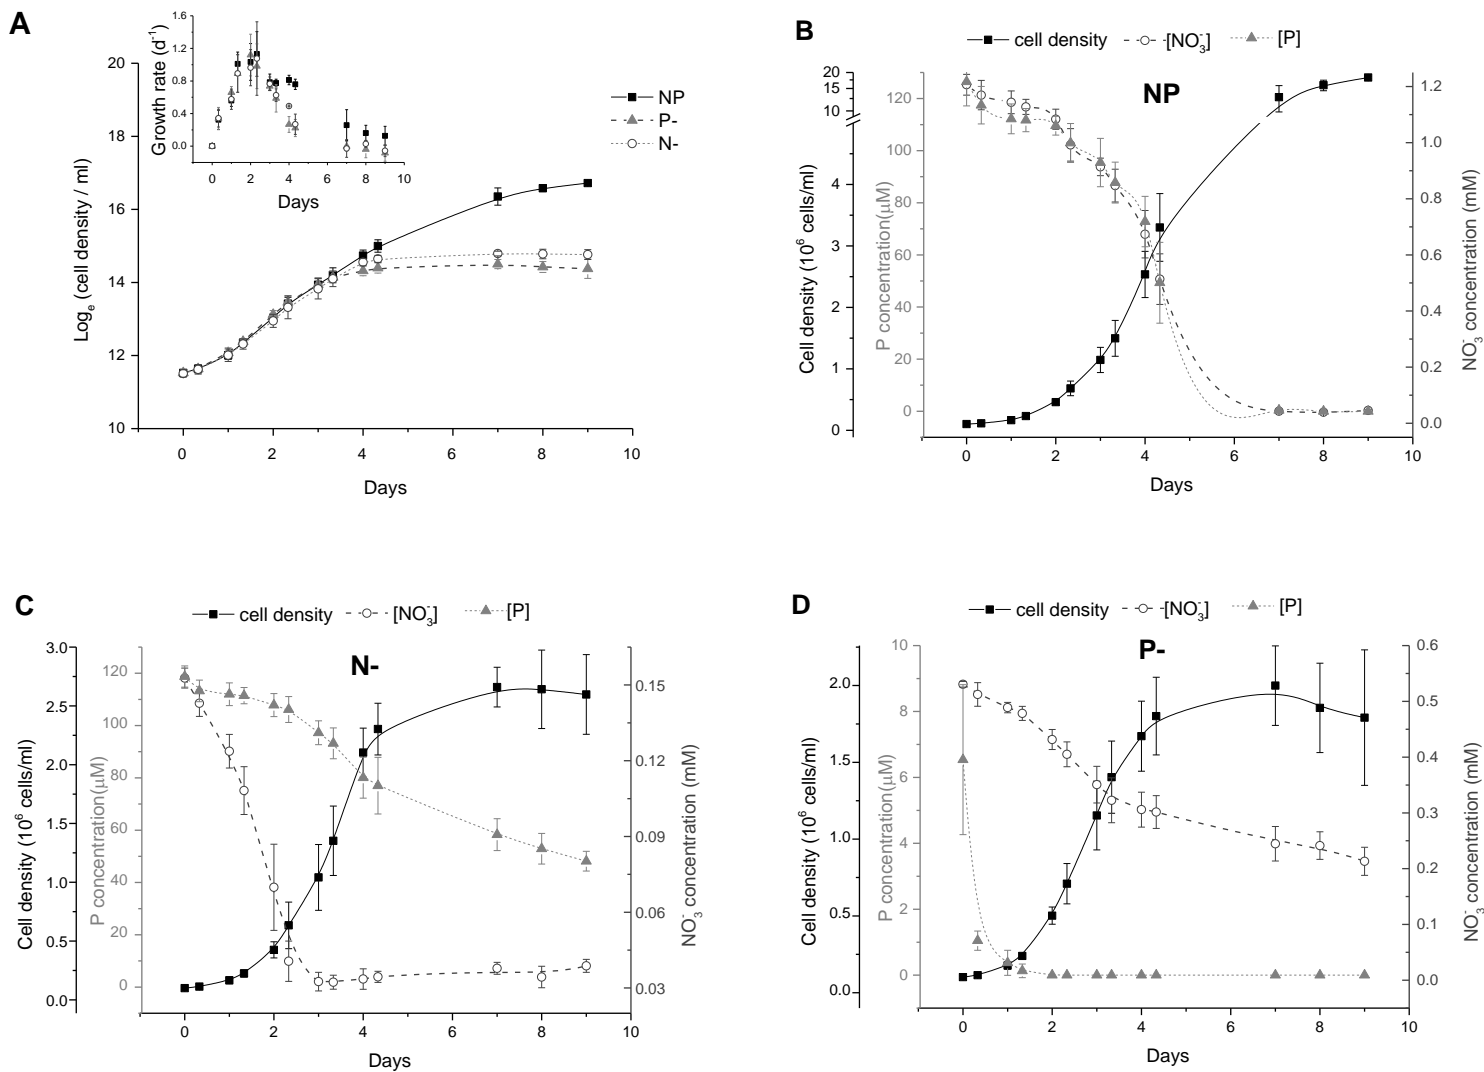 A
Growth rate (d⁻¹)
1.6
1.2
0.8
0.4
0.0
0 2 4 6 8 10
Days
NP
P-
N-
Logₑ (cell density / ml)
20
18
16
14
12
10
0 2 4 6 8 10
Days
B
cell density [NO₃⁻] [P]
NP
Cell density (10⁶ cells/ml)
20
15
10
4
3
2
1
0
P concentration(µM)
120
100
80
60
40
20
0
NO₃⁻ concentration (mM)
1.2
1.0
0.8
0.6
0.4
0.2
0.0
0 2 4 6 8 10
Days
C
cell density [NO₃⁻] [P]
N-
Cell density (10⁶ cells/ml)
3.0
2.5
2.0
1.5
1.0
0.5
0.0
P concentration(µM)
120
100
80
60
40
20
0
NO₃⁻ concentration (mM)
0.15
0.12
0.09
0.06
0.03
0 2 4 6 8 10
Days
D
cell density [NO₃⁻] [P]
P-
Cell density (10⁶ cells/ml)
2.0
1.5
1.0
0.5
0.0
P concentration(µM)
10
8
6
4
2
0
NO₃⁻ concentration (mM)
0.6
0.5
0.4
0.3
0.2
0.1
0.0
0 2 4 6 8 10
Days